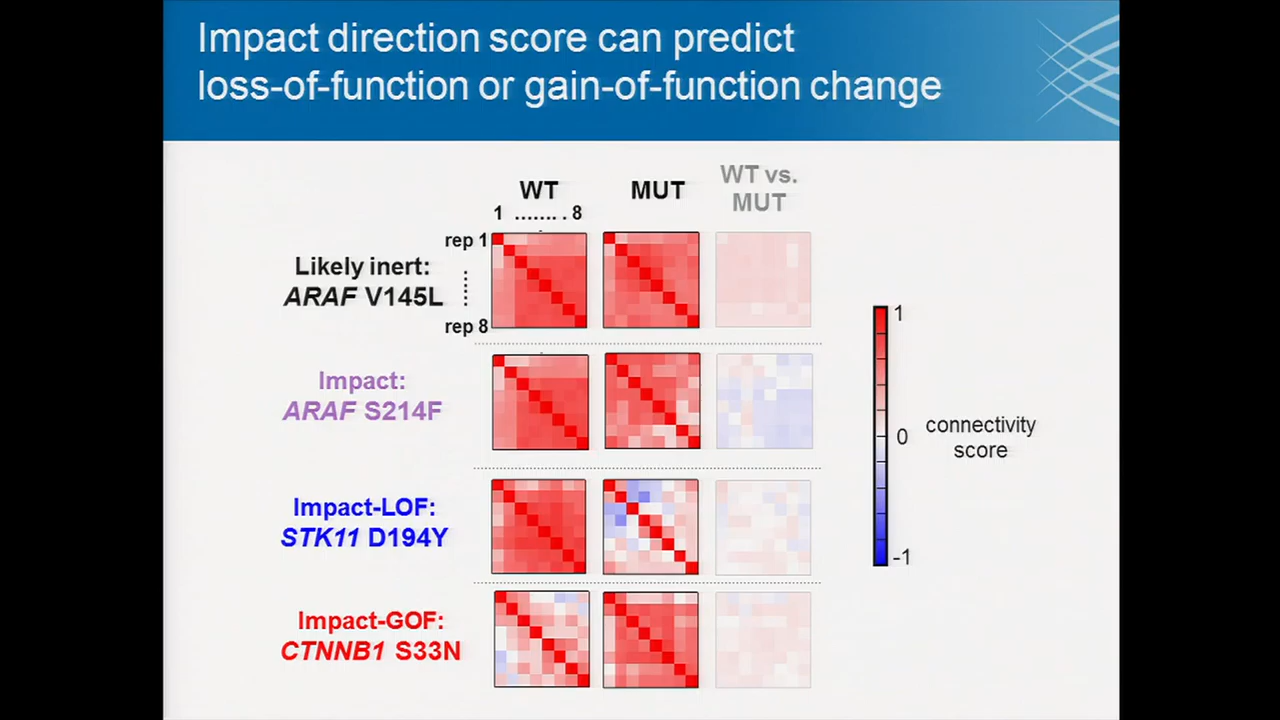 Impact direction score can predict
loss-of-function or gain-of-function change
WT
MUT
WT vs.
MUT
1 ....... . 8
rep 1
rep 8
Likely inert:
ARAF V145L
Impact:
ARAF S214F
Impact-LOF:
STK11 D194Y
Impact-GOF:
CTNNB1 S33N
1
0
-1
connectivity
score